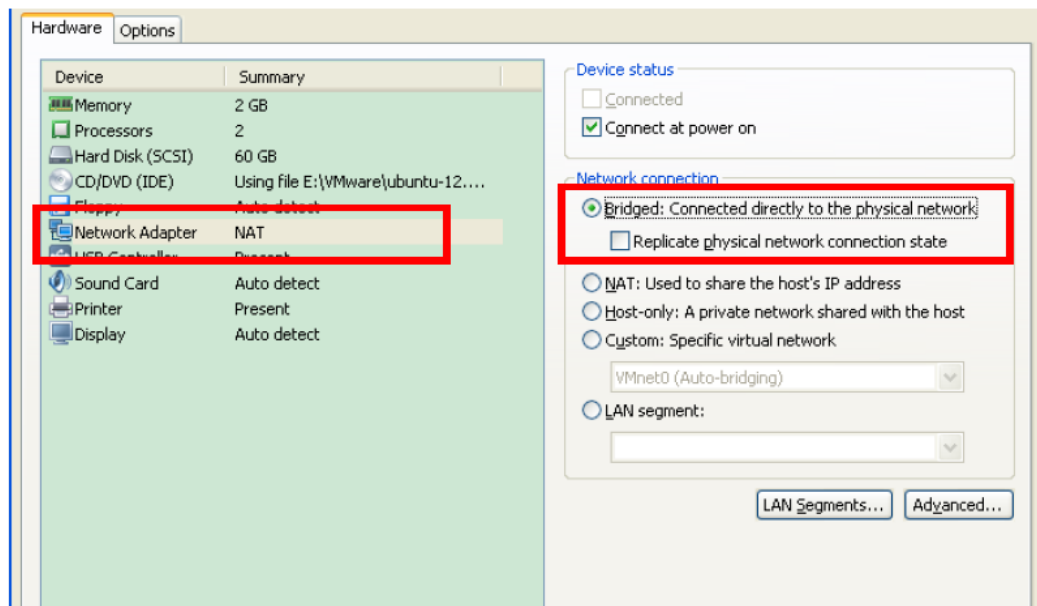 Hardware
Options
Device Summary
Memory 2 GB
Processors 2
Hard Disk (SCSI) 60 GB
CD/DVD (IDE) Using file E:\VMware\ubuntu-12....
Floppy Auto detect
Network Adapter NAT
USB Controller Present
Sound Card Auto detect
Printer Present
Display Auto detect
Device status
Connected
Connect at power on
Network connection
Bridged: Connected directly to the physical network
Replicate physical network connection state
NAT: Used to share the host's IP address
Host-only: A private network shared with the host
Custom: Specific virtual network
VMnet0 (Auto-bridging)
LAN segment:
LAN Segments... Advanced...